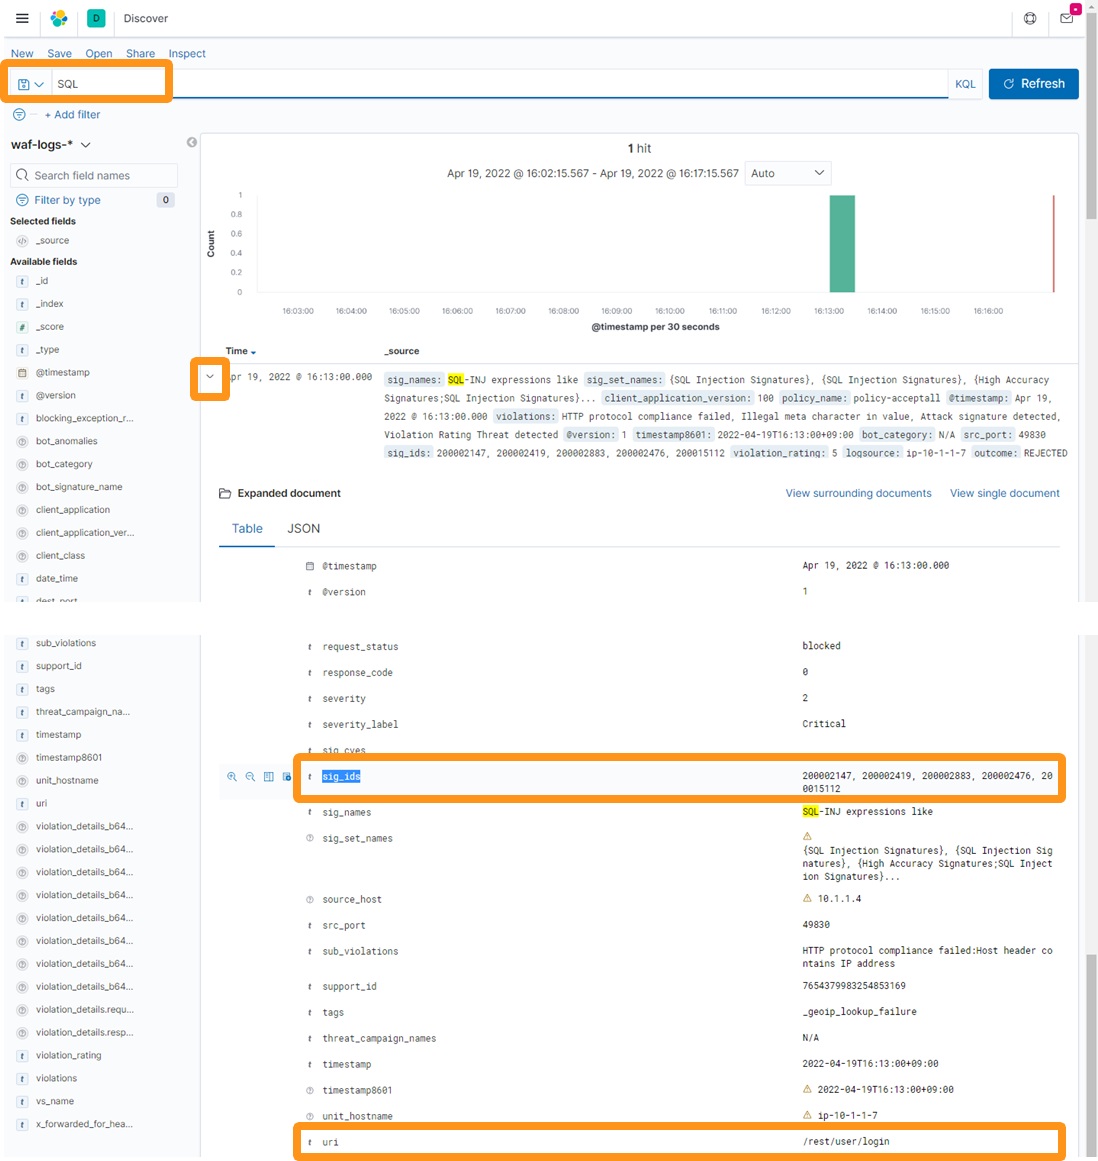 D Discover
New Save Open Share Inspect
SQL KQL Refresh
+ Add filter
waf-logs-*
Search field names
Filter by type 0
Selected fields
_source
Available fields
_id
_index
_score
_type
@timestamp
@version
blocking_exception_r...
bot_anomalies
bot_category
bot_signature_name
client_application
client_application_ver...
client_class
date_time
dest_port
1 hit
Apr 19, 2022 @ 16:02:15.567 - Apr 19, 2022 @ 16:17:15.567 Auto
Count
1
0.8
0.6
0.4
0.2
0
16:03:00 16:04:00 16:05:00 16:06:00 16:07:00 16:08:00 16:09:00 16:10:00 16:11:00 16:12:00 16:13:00 16:14:00 16:15:00 16:16:00
@timestamp per 30 seconds
Time _source
Apr 19, 2022 @ 16:13:00.000
sig_names: SQL-INJ expressions like sig_set_names: {SQL Injection Signatures}, {SQL Injection Signatures}, {High Accuracy
Signatures;SQL Injection Signatures}... client_application_version: 100 policy_name: policy-acceptall @timestamp: Apr 19,
2022 @ 16:13:00.000 violations: HTTP protocol compliance failed, Illegal meta character in value, Attack signature detected,
Violation Rating Threat detected @version: 1 timestamp8601: 2022-04-19T16:13:00+09:00 bot_category: N/A src_port: 49830
sig_ids: 200002147, 200002419, 200002883, 200002476, 200015112 violation_rating: 5 logsource: ip-10-1-1-7 outcome: REJECTED
Expanded document View surrounding documents View single document
Table JSON
@timestamp Apr 19, 2022 @ 16:13:00.000
t @version 1
sub_violations
support_id
tags
threat_campaign_na...
timestamp
timestamp8601
unit_hostname
uri
violation_details_b64...
violation_details_b64...
violation_details_b64...
violation_details_b64...
violation_details_b64...
violation_details_b64...
violation_details_b64...
violation_details_b64...
violation_details.requ...
violation_details.resp...
violation_rating
violations
vs_name
x_forwarded_for_hea...
t request_status blocked
t response_code 0
t severity 2
t severity_label Critical
t sig_cves
t sig_ids 200002147, 200002419, 200002883, 200002476, 20
0015112
t sig_names SQL-INJ expressions like
sig_set_names
{SQL Injection Signatures}, {SQL Injection Sig
natures}, {High Accuracy Signatures;SQL Inject
ion Signatures}...
source_host 10.1.1.4
t src_port 49830
t sub_violations HTTP protocol compliance failed:Host header co
ntains IP address
t support_id 7654379983254853169
t tags _geoip_lookup_failure
t threat_campaign_names N/A
t timestamp 2022-04-19T16:13:00+09:00
timestamp8601 2022-04-19T16:13:00+09:00
unit_hostname ip-10-1-1-7
t uri /rest/user/login